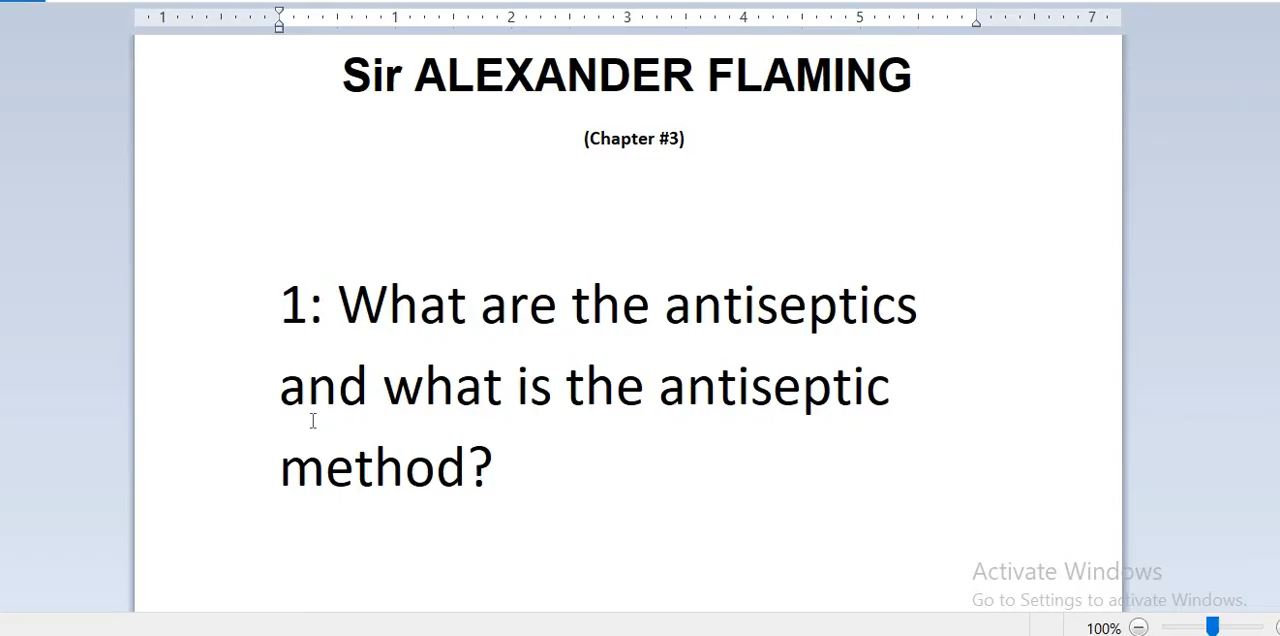 1 1 2 3 4 5 7
Sir ALEXANDER FLAMING
(Chapter #3)
1: What are the antiseptics
and what is the antiseptic
method?
Activate Windows
Go to Settings to activate Windows.
100%